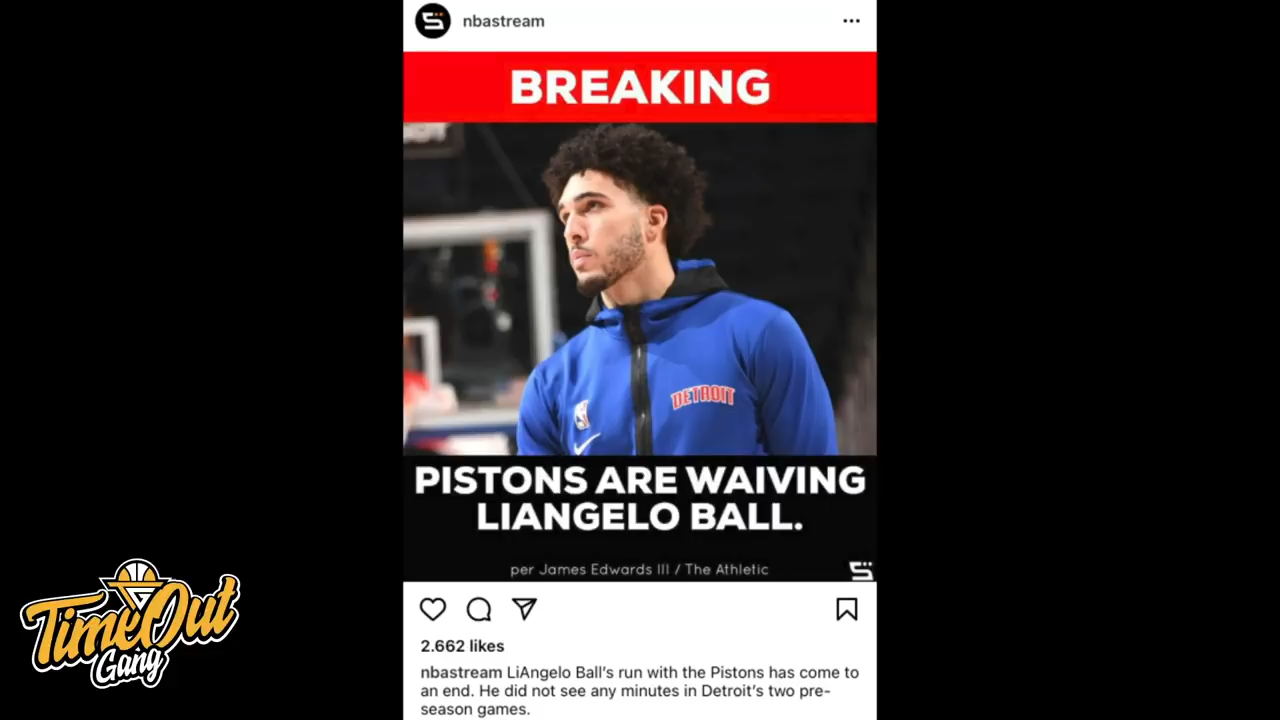 nbastream
BREAKING
DETROIT
PISTONS ARE WAIVING
LIANGELO BALL.
per James Edwards III / The Athletic
2.662 likes
nbastream LiAngelo Ball's run with the Pistons has come to
an end. He did not see any minutes in Detroit's two pre-
season games.
TimeOut
Gang